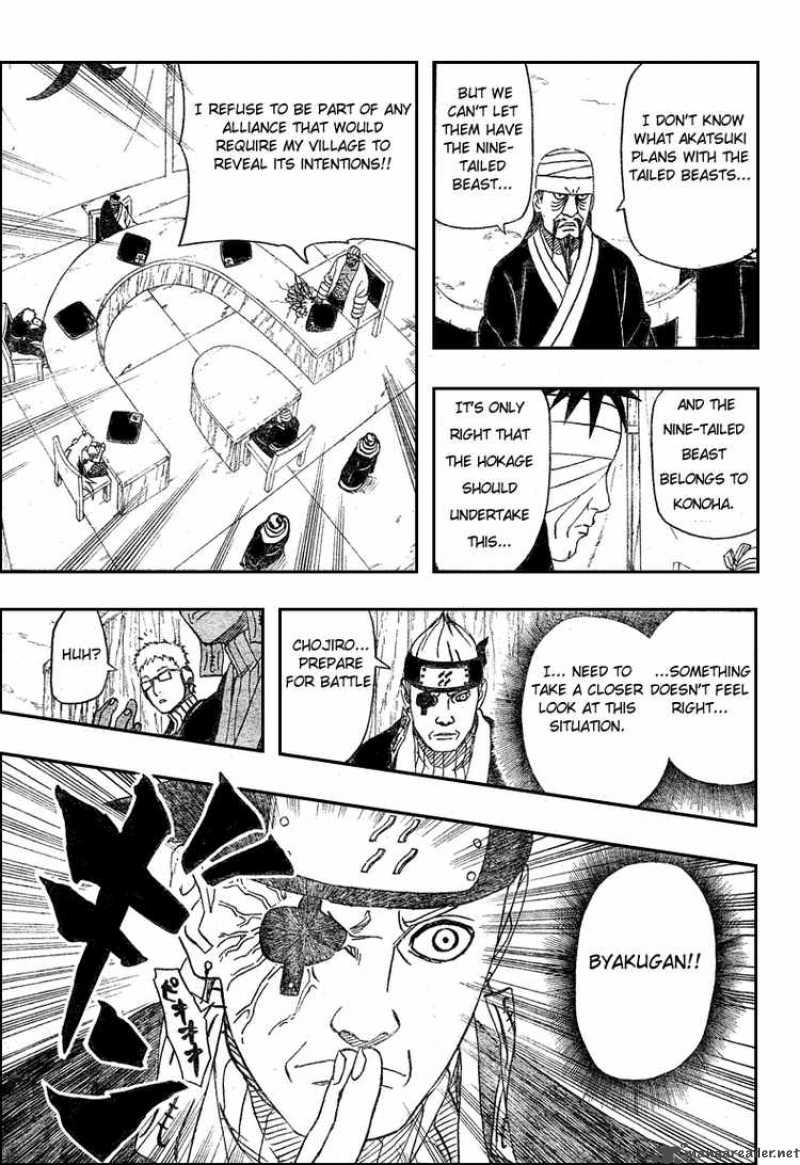 I DON'T KNOW
WHAT AKATSUKI
PLANS WITH THE
TAILED BEASTS...
BUT WE
CAN'T LET
THEM HAVE
THE NINE-
TAILED
BEAST...
AND THE
NINE-TAILED
BEAST
BELONGS TO
KONOHA.
IT'S ONLY
RIGHT THAT
THE HOKAGE
SHOULD
UNDERTAKE
THIS...
I REFUSE TO BE PART OF ANY
ALLIANCE THAT WOULD
REQUIRE MY VILLAGE TO
REVEAL ITS INTENTIONS!!
...SOMETHING
DOESN'T FEEL
RIGHT...
I... NEED TO
TAKE A CLOSER
LOOK AT THIS
SITUATION.
CHOJIRO...
PREPARE
FOR BATTLE.
HUH?
BYAKUGAN!!
mangareader.net